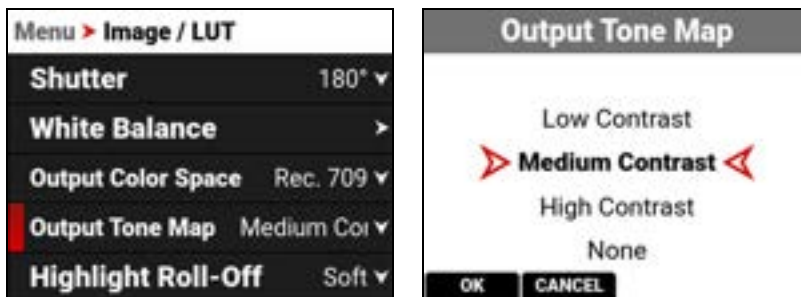 Menu > Image / LUT
Shutter 180°
White Balance >
Output Color Space Rec. 709
Output Tone Map Medium Cor
Highlight Roll-Off Soft
Output Tone Map
Low Contrast
Medium Contrast
High Contrast
None
OK CANCEL